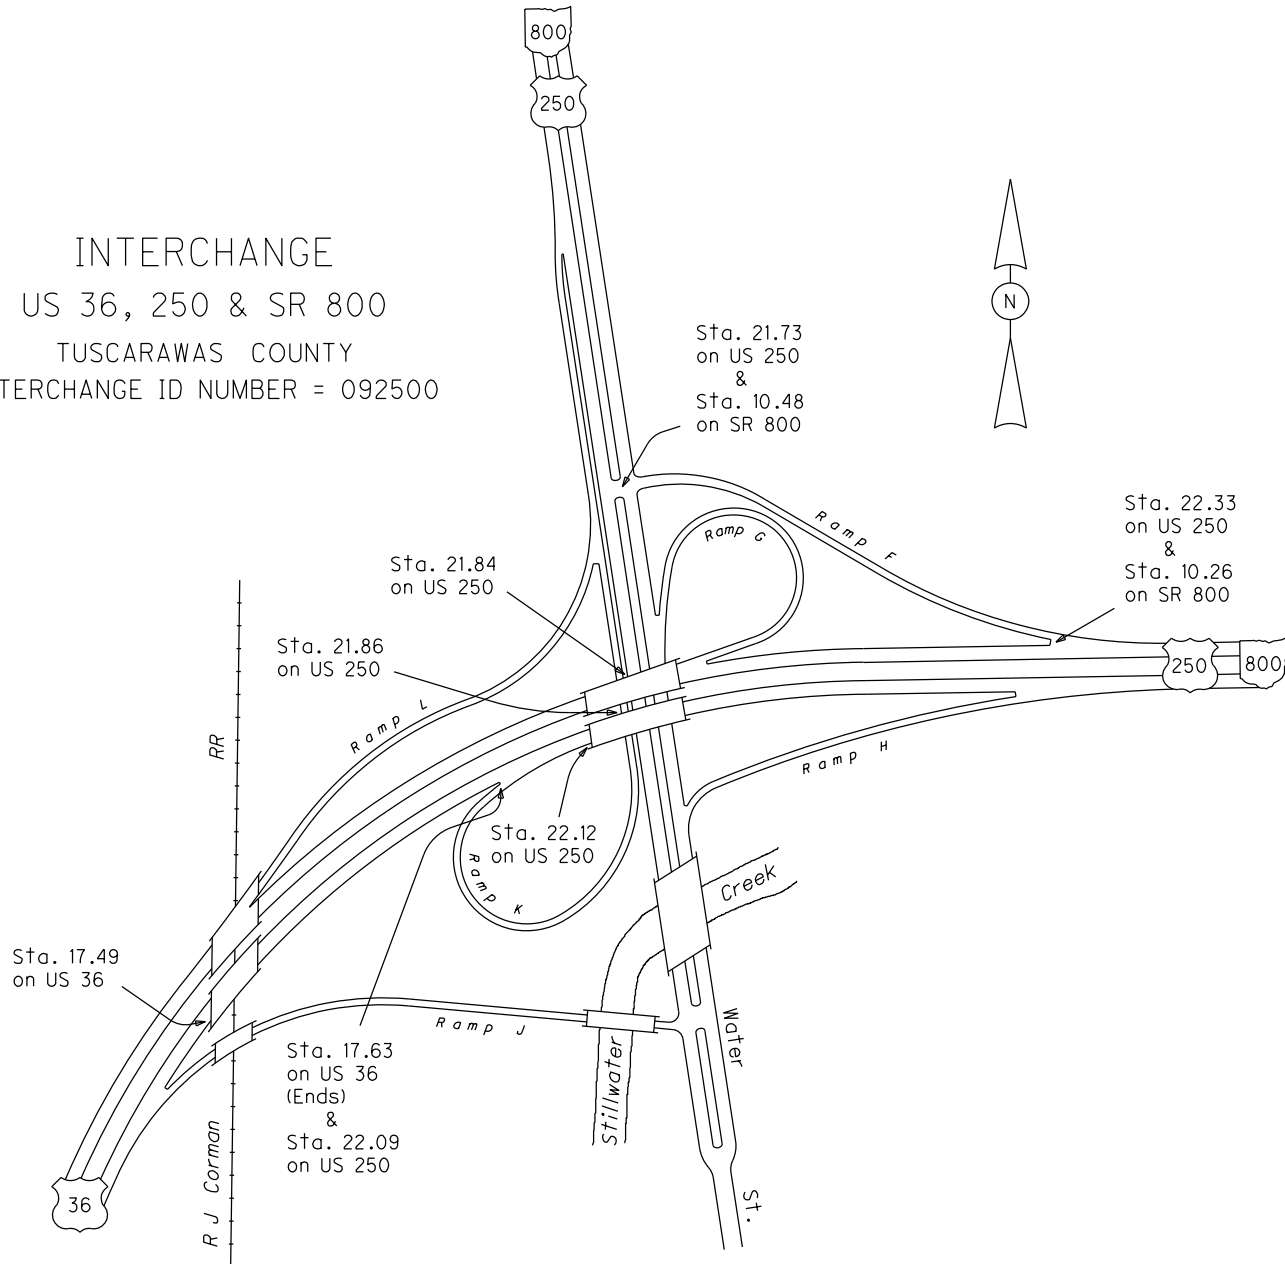 800
250
INTERCHANGE
US 36, 250 & SR 800
TUSCARAWAS COUNTY
TERCHANGE ID NUMBER = 092500
N
Sta. 21.73
on US 250
&
Sta. 10.48
on SR 800
Sta. 22.33
on US 250
&
Sta. 10.26
on SR 800
Ramp F
Ramp G
Sta. 21.84
on US 250
Sta. 21.86
on US 250
250
800
Ramp L
RR
Ramp H
Sta. 22.12
on US 250
Ramp K
Creek
Sta. 17.49
on US 36
Ramp J
Water
Stillwater
Sta. 17.63
on US 36
(Ends)
&
Sta. 22.09
on US 250
R J Corman
36
St.